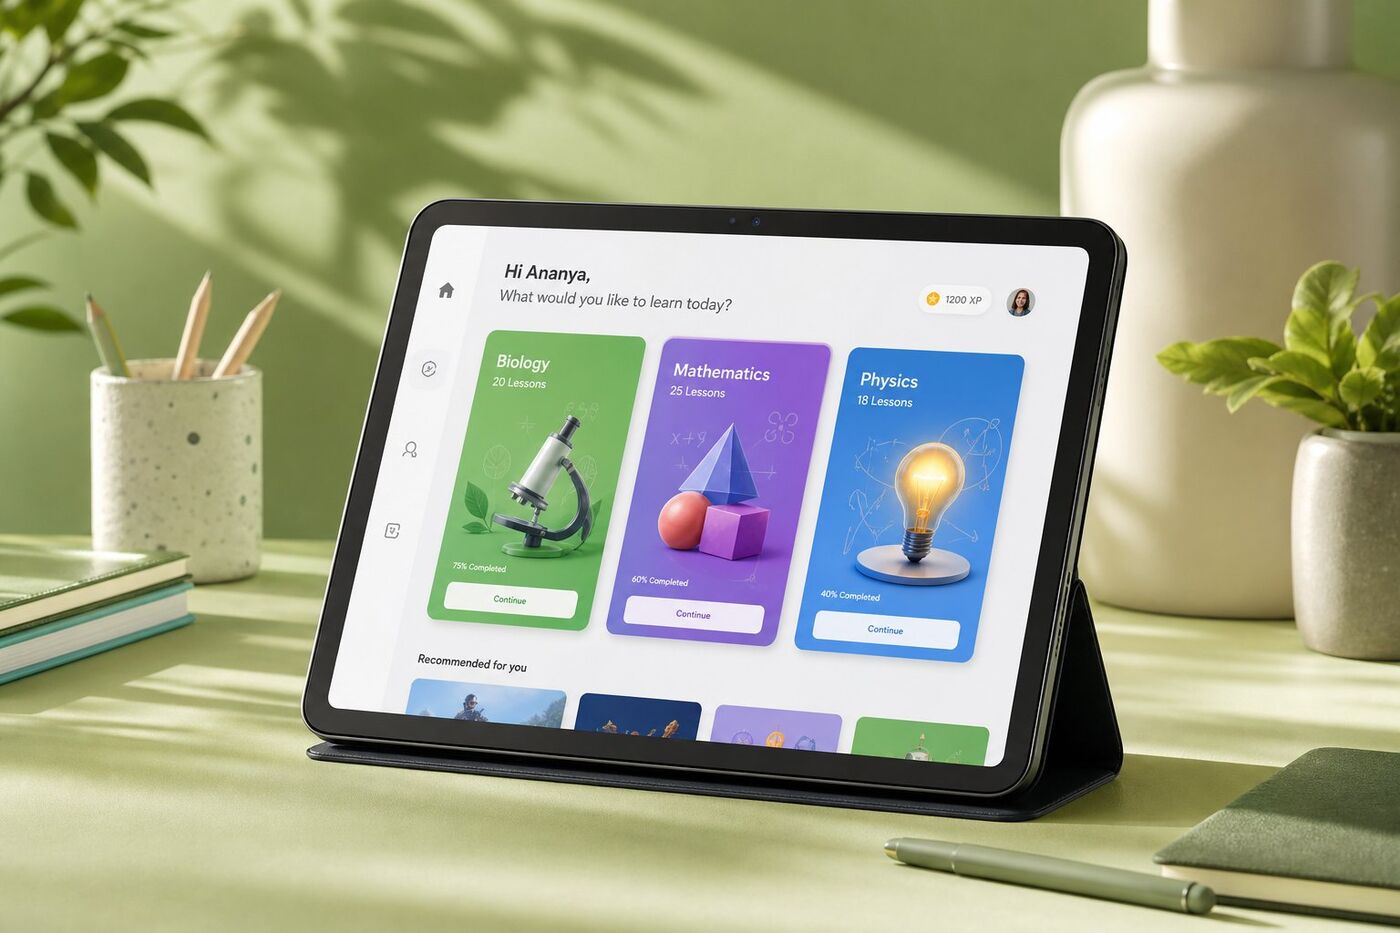 Hi Ananya,
What would you like to learn today?
1200 XP
Biology
20 Lessons
75% Completed
Continue
Mathematics
25 Lessons
x+9
60% Completed
Continue
Physics
18 Lessons
40% Completed
Continue
Recommended for you